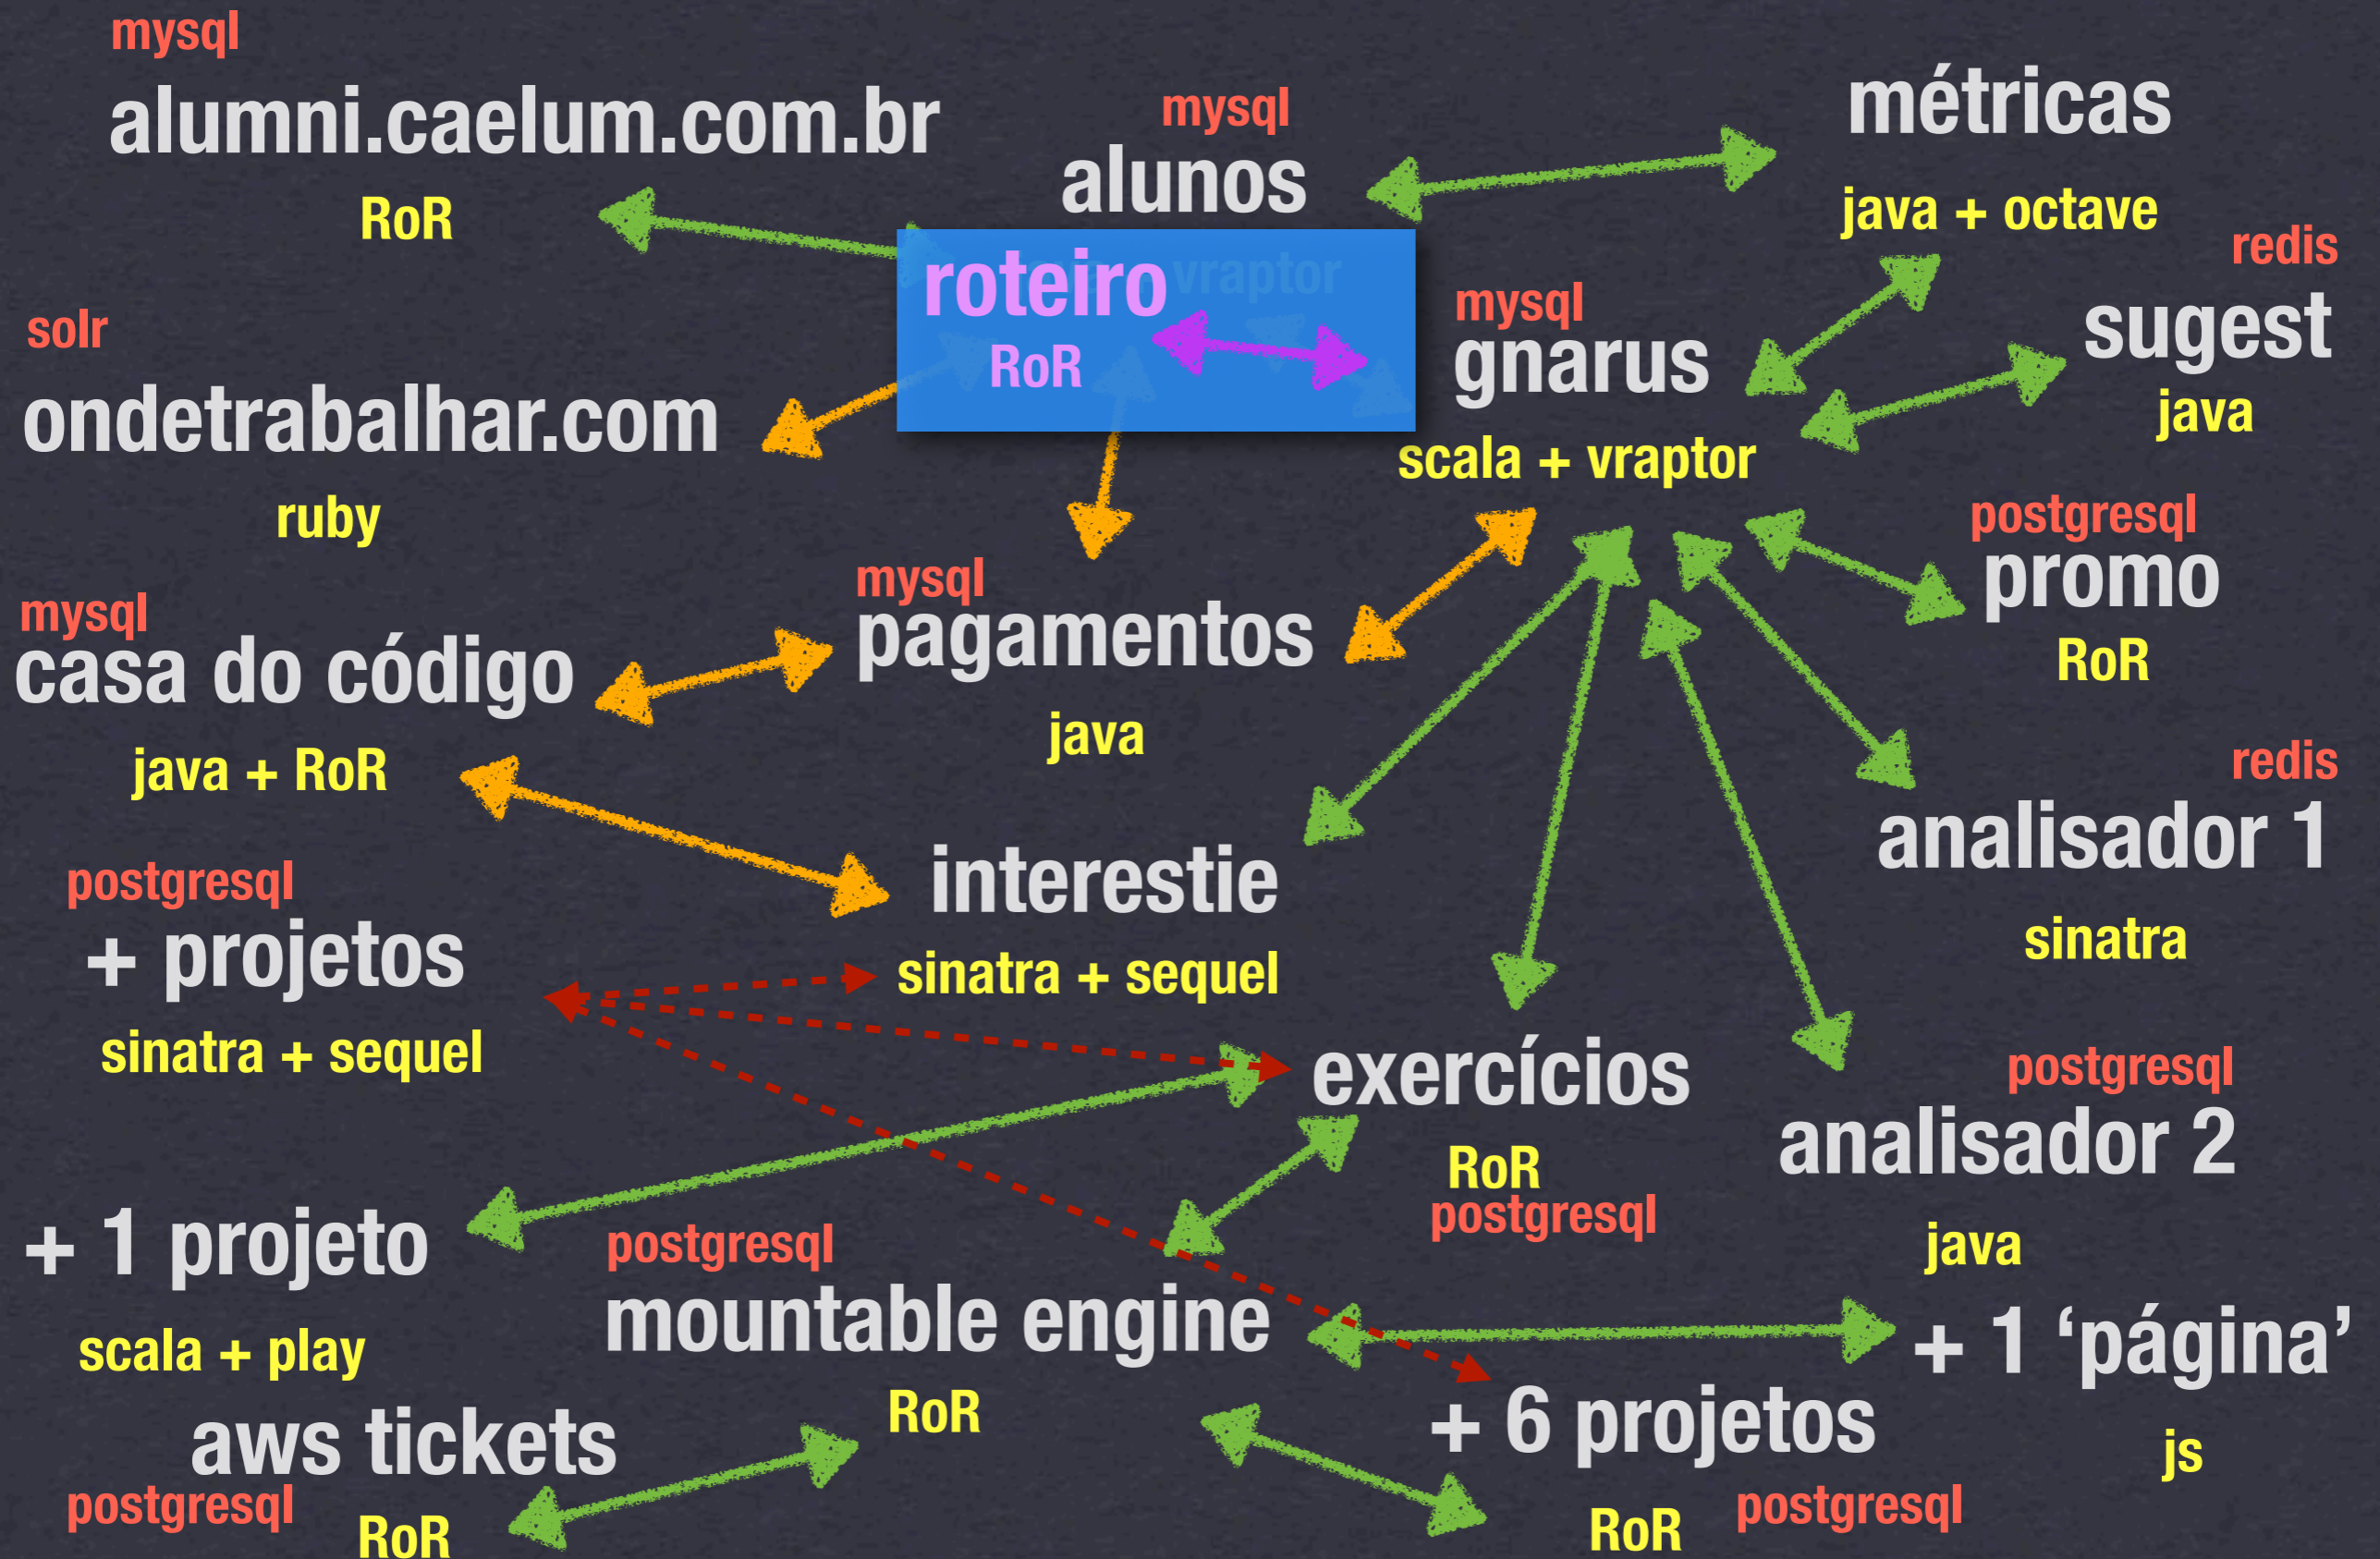 mysql
alumni.caelum.com.br
RoR
mysql
alunos
métricas
java + octave
roteiro
vraptor
RoR
redis
sugest
java
solr
ondetrabalhar.com
ruby
mysql
gnarus
scala + vraptor
postgresql
promo
RoR
mysql
casa do código
java + RoR
mysql
pagamentos
java
redis
analisador 1
sinatra
postgresql
+ projetos
sinatra + sequel
interestie
sinatra + sequel
exercícios
RoR
postgresql
postgresql
analisador 2
java
+ 1 projeto
scala + play
postgresql
mountable engine
RoR
+ 1 ‘página’
js
aws tickets
postgresql
RoR
+ 6 projetos
RoR
postgresql